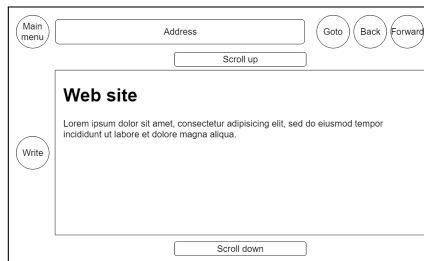 Main
menu
Address
Goto
Back
Forward
Scroll up
Web site
Lorem ipsum dolor sit amet, consectetur adipisicing elit, sed do eiusmod tempor
incididunt ut labore et dolore magna aliqua.
Write
Scroll down